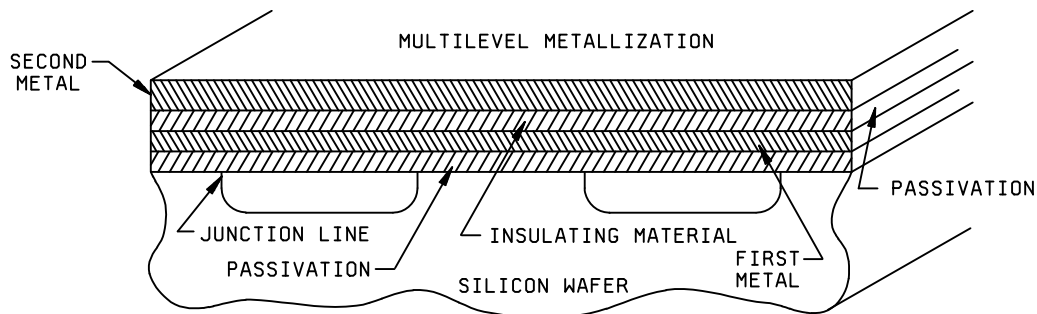 MULTILEVEL METALLIZATION
SECOND
METAL
PASSIVATION
JUNCTION LINE
INSULATING MATERIAL
FIRST
METAL
PASSIVATION
SILICON WAFER